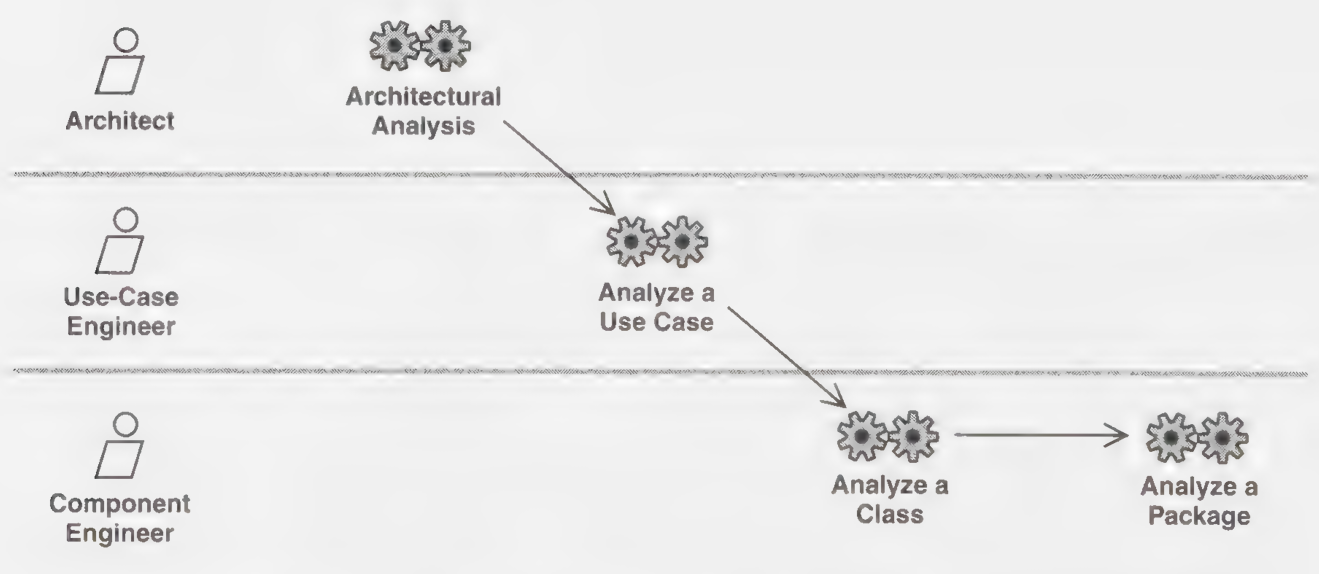 Architect
Architectural
Analysis
Use-Case
Engineer
Analyze a
Use Case
Component
Engineer
Analyze a
Class
Analyze a
Package